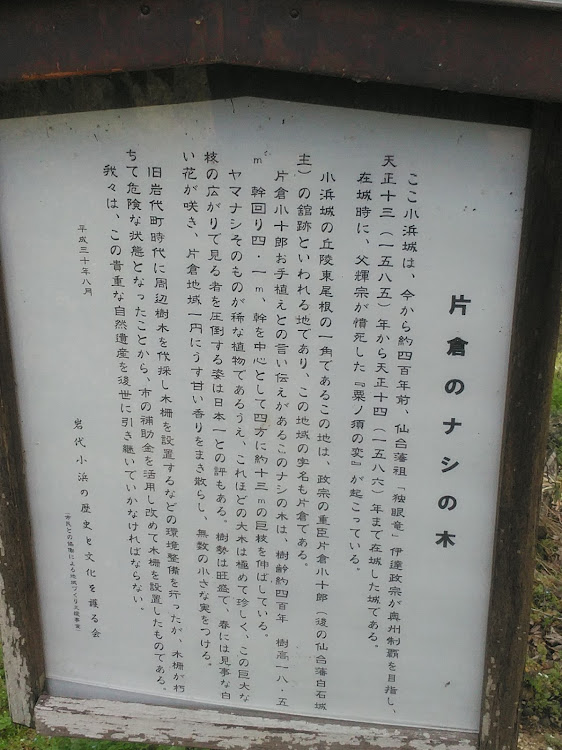 片倉のナシの木
ここ小浜城は、今から約四百年前、仙台藩祖「独眼竜」伊達政宗が奥州制覇を目指し、
天正十三(一五八五)年から天正十四(一五八六)年まで在城した城である。
在城時に、父輝宗が憤死した『粟ノ須の変』が起こっている。
小浜城の丘陵東尾根の一角であるこの地は、政宗の重臣片倉小十郎(後の仙台藩白石城
主)の舘跡といわれる地であり、この地域の字名も片倉である。
片倉小十郎お手植えとの言い伝えがあるこのナシの木は、樹齢約四百年 樹高一八・五
m 幹回り四・一m、幹を中心として四方に約十三mの巨枝を伸ばしている。
ヤマナシそのものが稀な植物であるうえ、これほどの大木は極めて珍しく、この巨大な
枝の広がりで見る者を圧倒する姿は日本一との評もある。樹勢は旺盛で、春には見事な白
い花が咲き、片倉地域一円にうす甘い香りをまき散らし、無数の小さな実をつける。
旧岩代町時代に周辺樹木を伐採し木柵を設置するなどの環境整備を行ったが、木柵が朽
ちて危険な状態となったことから、市の補助金を活用し改めて木柵を設置したものである。
我々は、この貴重な自然遺産を後世に引き継いでいかなければならない。
平成三十年八月
岩代小浜の歴史と文化を護る会
(市民との協働による地域づくり支援事業)